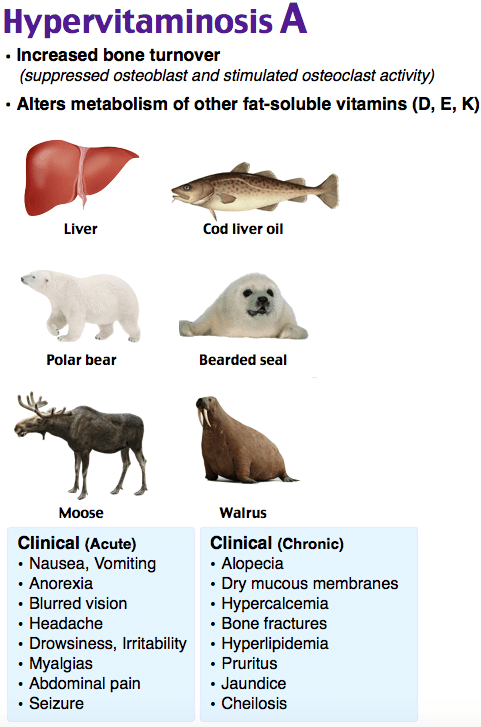 Hypervitaminosis A
• Increased bone turnover
(suppressed osteoblast and stimulated osteoclast activity)
• Alters metabolism of other fat-soluble vitamins (D, E, K)
Liver
Cod liver oil
Polar bear
Bearded seal
Moose
Walrus
Clinical (Acute)
• Nausea, Vomiting
• Anorexia
• Blurred vision
• Headache
• Drowsiness, Irritability
• Myalgias
• Abdominal pain
• Seizure
Clinical (Chronic)
• Alopecia
• Dry mucous membranes
• Hypercalcemia
• Bone fractures
• Hyperlipidemia
• Pruritus
• Jaundice
• Cheilosis